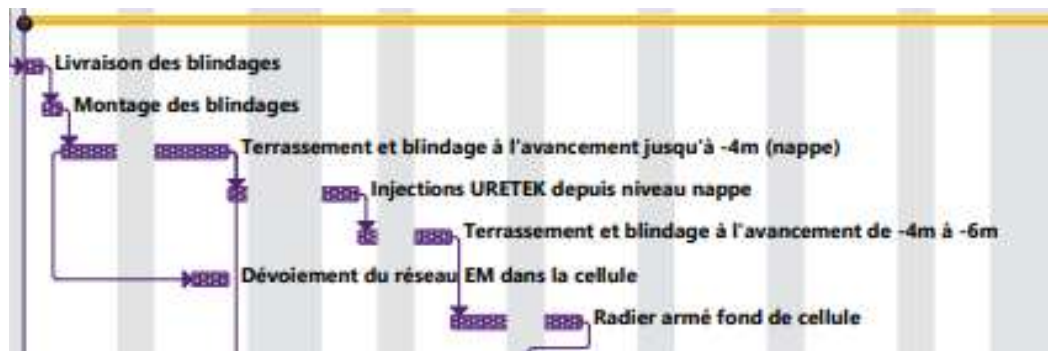 Livraison des blindages
Montage des blindages
Terrassement et blindage à l'avancement jusqu'à -4m (nappe)
Injections URETEK depuis niveau nappe
Terrassement et blindage à l'avancement de -4m à -6m
Dévoiement du réseau EM dans la cellule
Radier armé fond de cellule